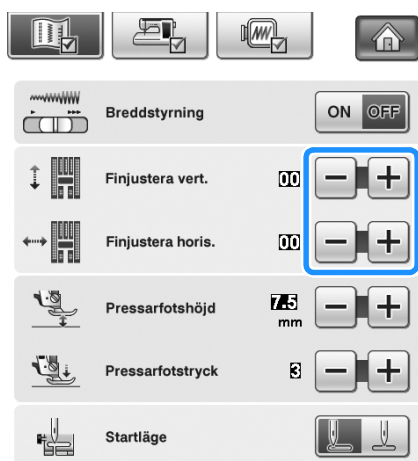 Breddstyrning ON OFF
Finjustera vert. 00 − +
Finjustera horis. 00 − +
Pressarfotshöjd 7.5 mm − +
Pressarfotstryck 3 − +
Startläge